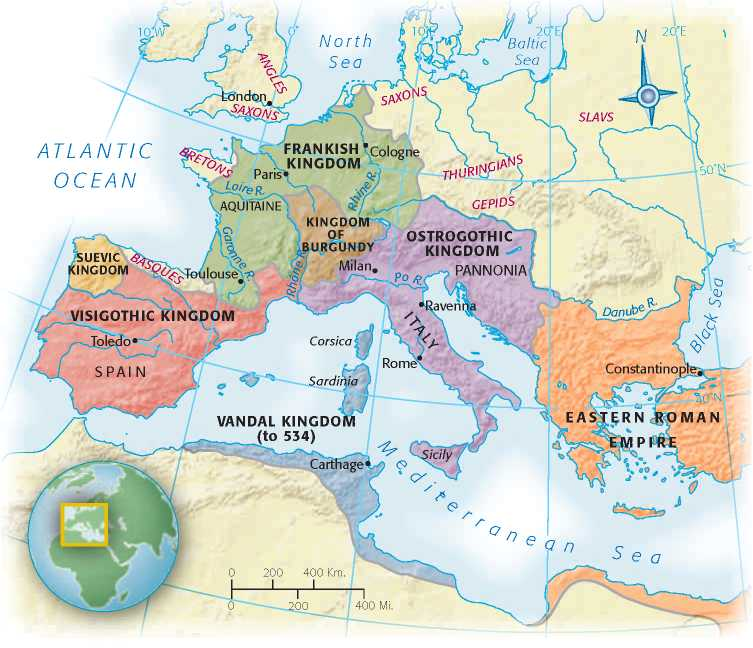 10°W
0°
10°E
20°E
20°E
N
North
Sea
Baltic
Sea
ANGLES
London
SAXONS
SAXONS
SLAVS
ATLANTIC
OCEAN
BRETONS
FRANKISH
KINGDOM
Cologne
Paris
THURINGIANS
50°N
Loire R.
Rhine R.
GEPIDS
AQUITAINE
KINGDOM
OF
BURGUNDY
OSTROGOTHIC
KINGDOM
SUEVIC
KINGDOM
BASQUES
Garonne R.
Toulouse
Rhône R.
Milan
Po R.
PANNONIA
VISIGOTHIC KINGDOM
Ravenna
Danube R.
Black Sea
Toledo
Corsica
ITALY
SPAIN
Rome
Constantinople
Sardinia
40°N
VANDAL KINGDOM
(to 534)
EASTERN ROMAN
EMPIRE
Carthage
Sicily
Mediterranean Sea
0 200 400 Km.
0 200 400 Mi.